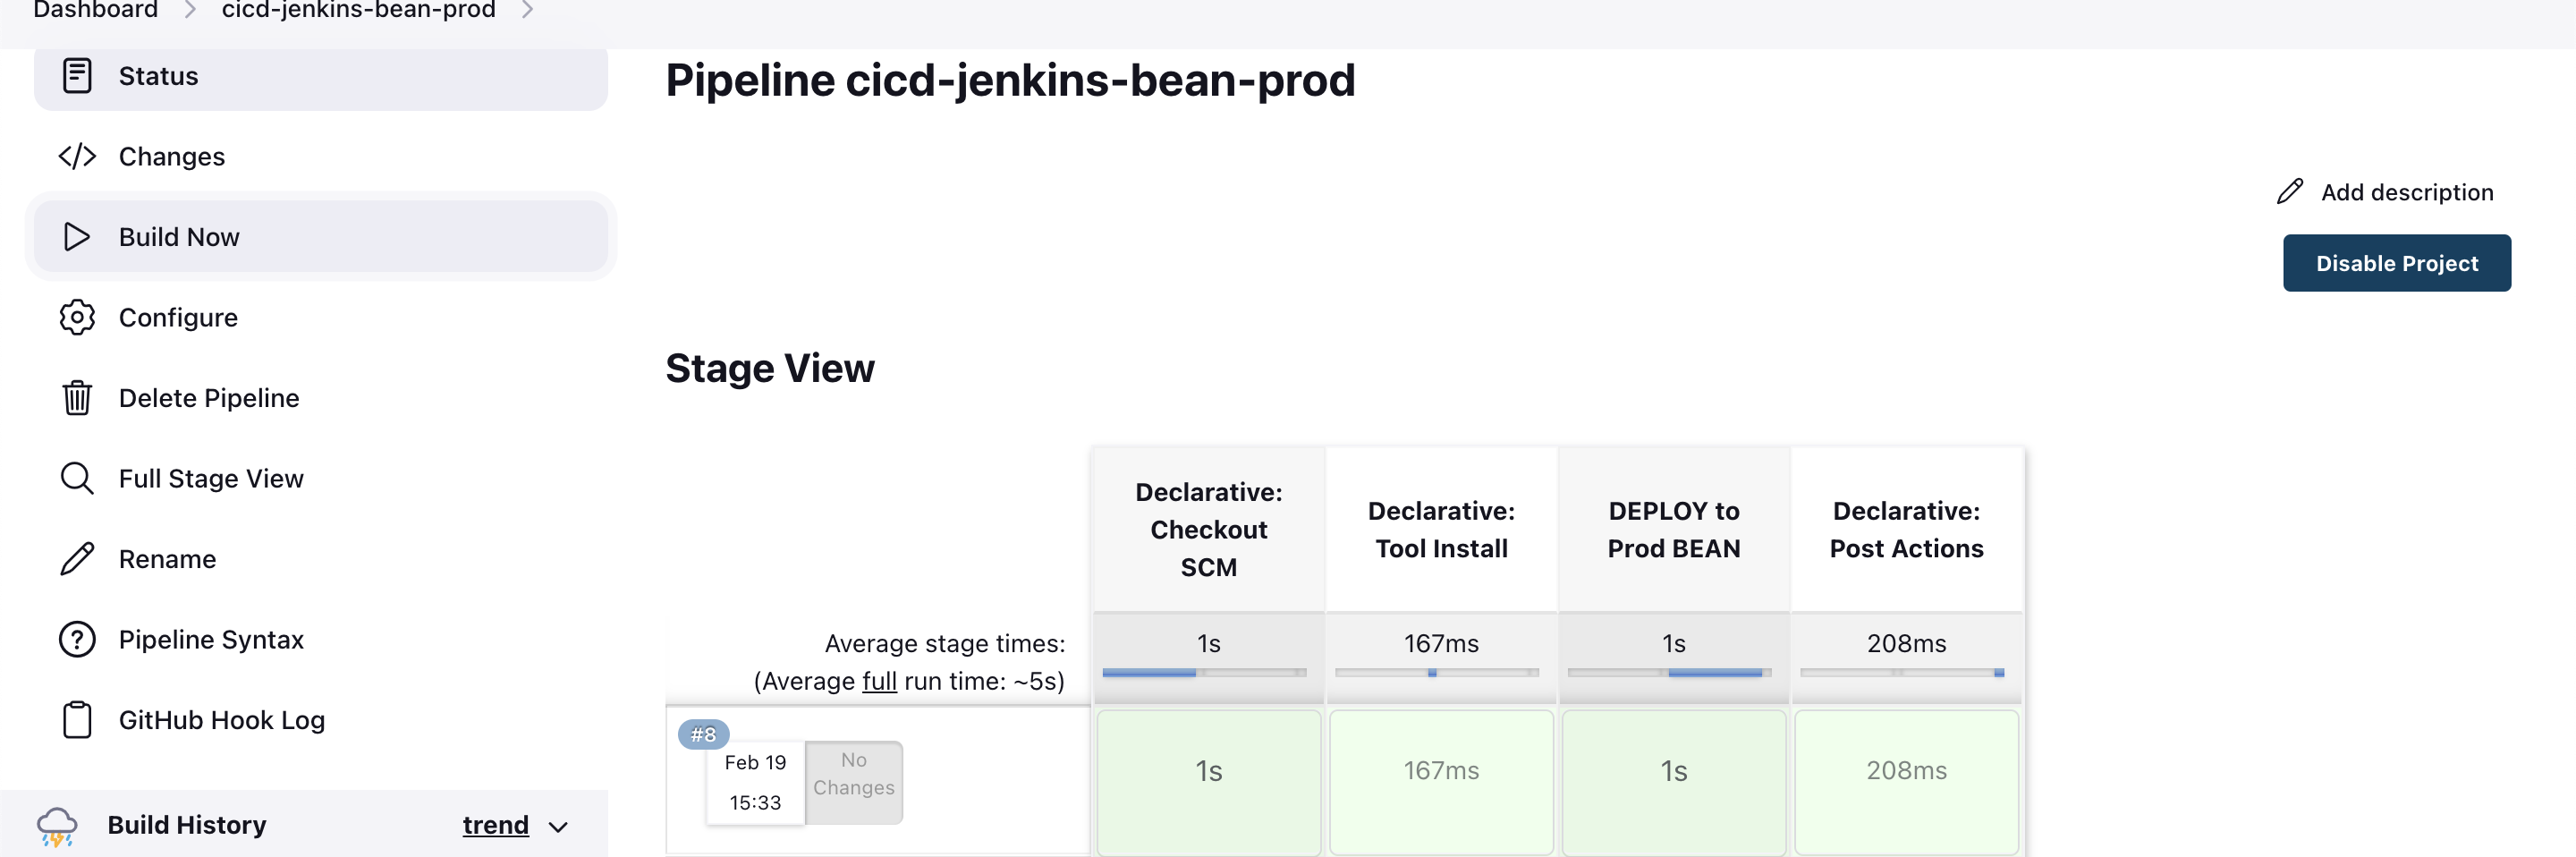 Dashboard
cicd-jenkins-bean-prod
Status
Changes
Build Now
Configure
Delete Pipeline
Full Stage View
Rename
Pipeline Syntax
GitHub Hook Log
Build History
trend
Pipeline cicd-jenkins-bean-prod
Add description
Disable Project
Stage View
Declarative:
Checkout
SCM
Declarative:
Tool Install
DEPLOY to
Prod BEAN
Declarative:
Post Actions
Average stage times:
(Average full run time: ~5s)
1s
167ms
1s
208ms
#8
Feb 19
15:33
No
Changes
1s
167ms
1s
208ms